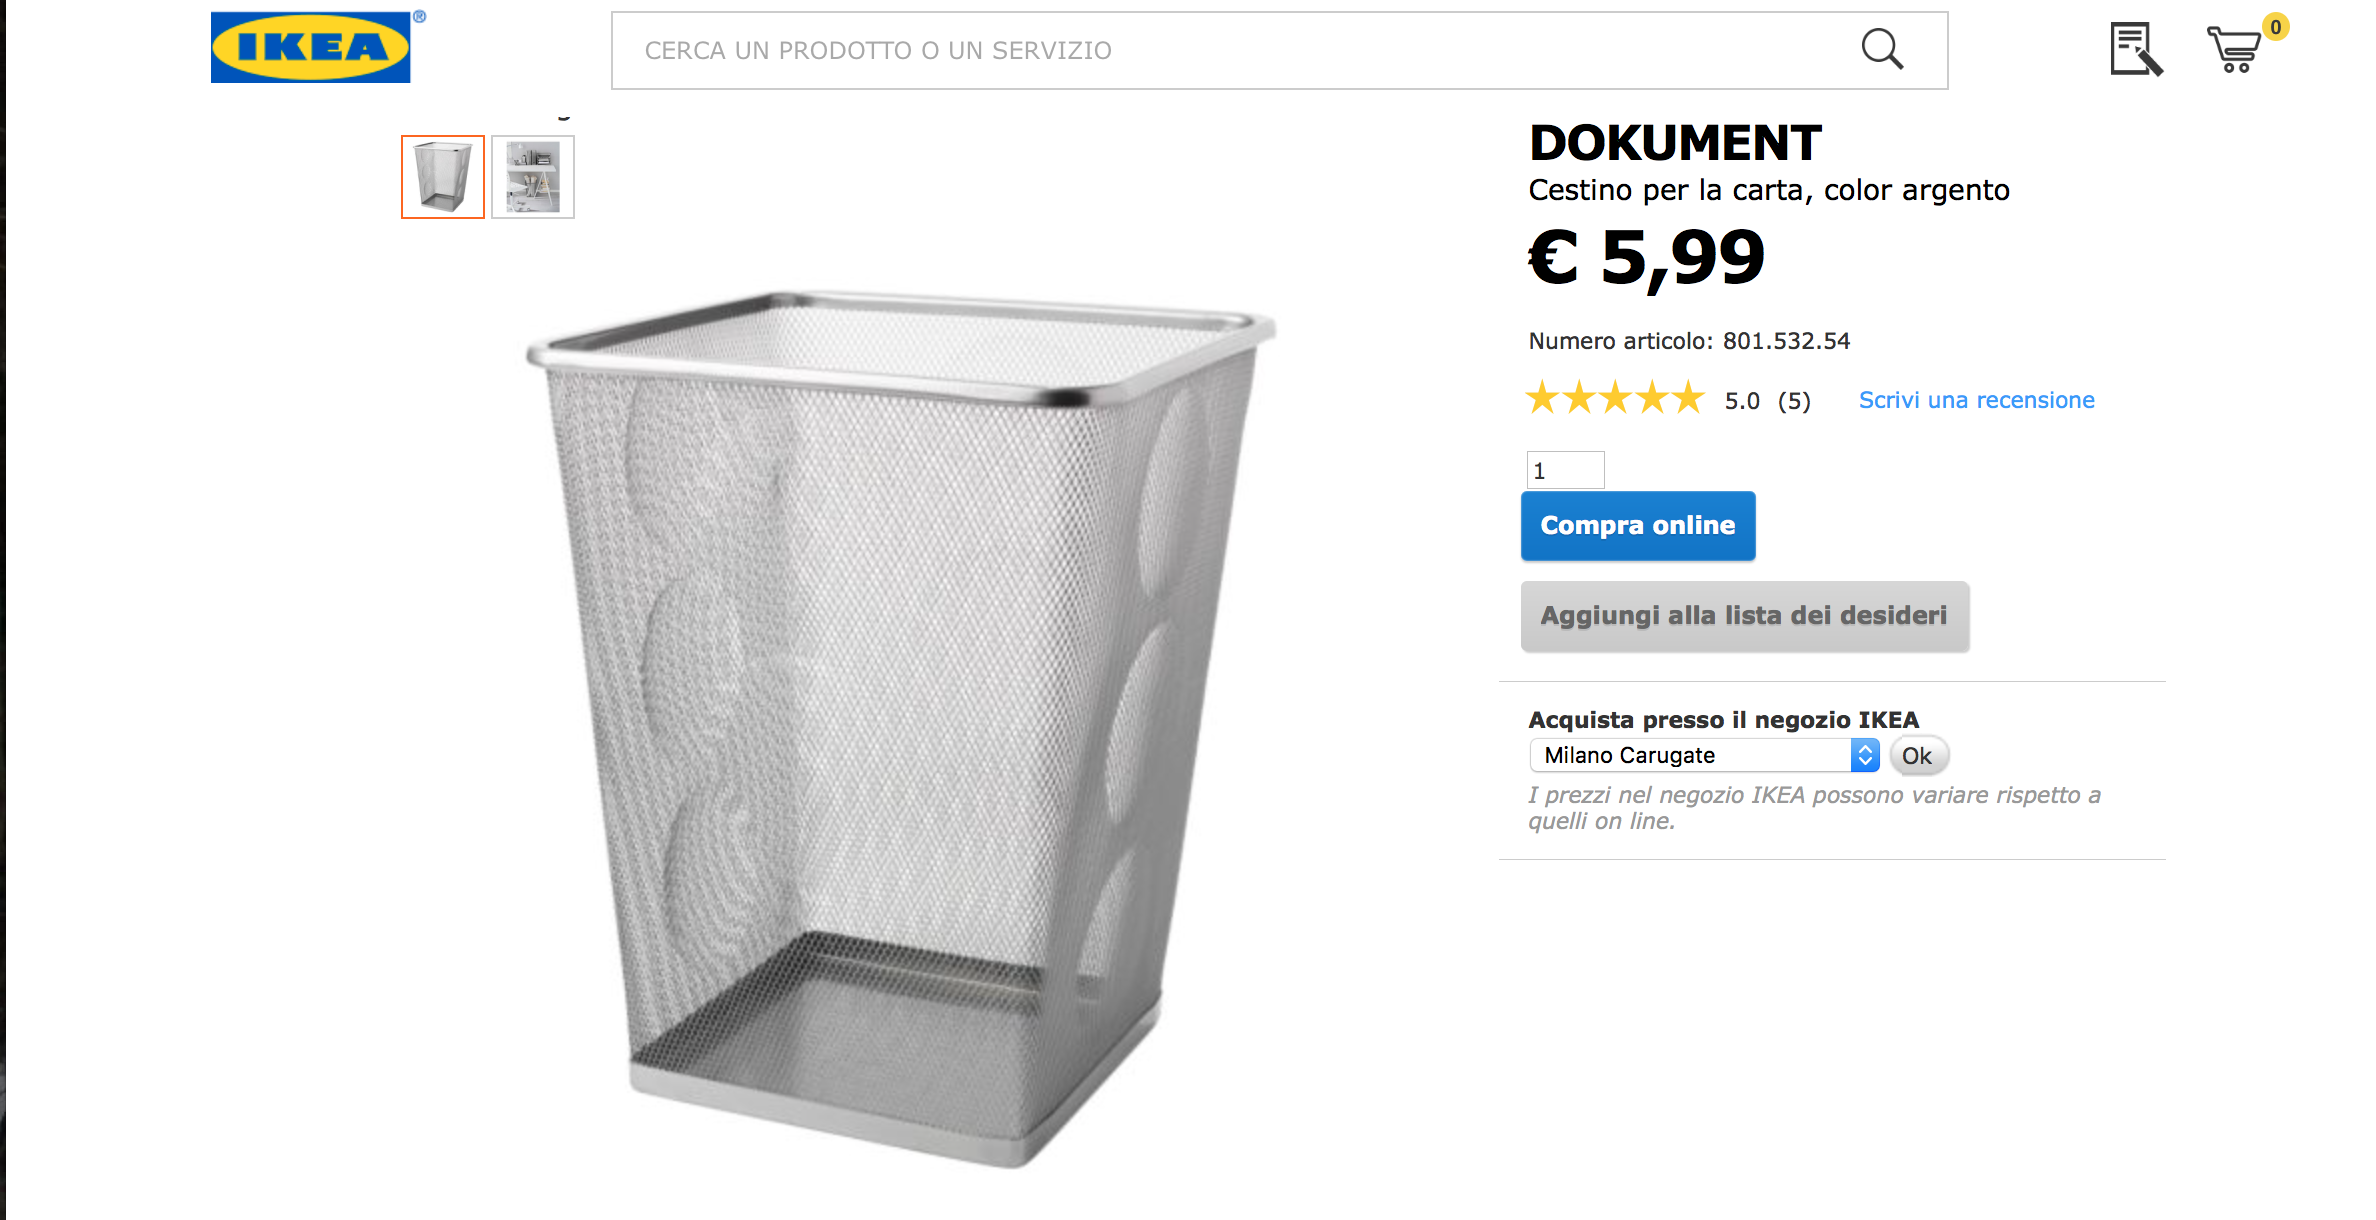 IKEA®
CERCA UN PRODOTTO O UN SERVIZIO
0
DOKUMENT
Cestino per la carta, color argento
€ 5,99
Numero articolo: 801.532.54
5.0 (5) Scrivi una recensione
1
Compra online
Aggiungi alla lista dei desideri
Acquista presso il negozio IKEA
Milano Carugate Ok
I prezzi nel negozio IKEA possono variare rispetto a
quelli on line.